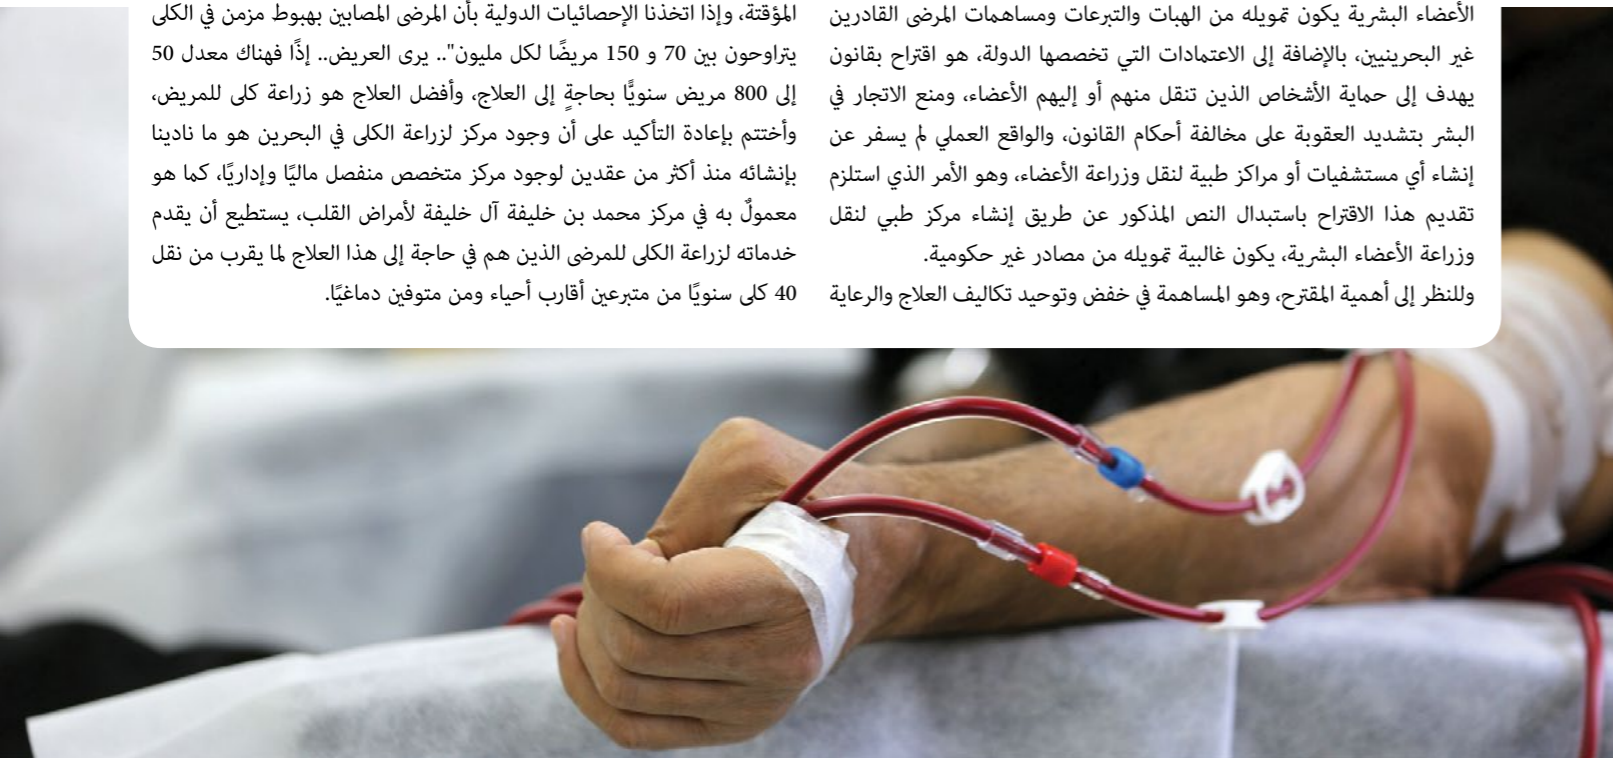 الأعضاء البشرية يكون تمويله من الهبات والتبرعات ومساهمات المرضى القادرين
غير البحرينيين، بالإضافة إلى الاعتمادات التي تخصصها الدولة، هو اقتراح بقانون
يهدف إلى حماية الأشخاص الذين تنقل منهم أو إليهم الأعضاء، ومنع الاتجار في
البشر بتشديد العقوبة على مخالفة أحكام القانون، والواقع العملي لم يسفر عن
إنشاء أي مستشفيات أو مراكز طبية لنقل وزراعة الأعضاء، وهو الأمر الذي استلزم
تقديم هذا الاقتراح باستبدال النص المذكور عن طريق إنشاء مركز طبي لنقل
وزراعة الأعضاء البشرية، يكون غالبية تمويله من مصادر غير حكومية.
وللنظر إلى أهمية المقترح، وهو المساهمة في خفض وتوحيد تكاليف العلاج والرعاية
المؤقتة، وإذا اتخذنا الإحصائيات الدولية بأن المرضى المصابين بهبوط مزمن في الكلى
يتراوحون بين 70 و 150 مريضًا لكل مليون".. يرى العريض.. إذًا فهناك معدل 50
إلى 800 مريض سنويًّا بحاجةٍ إلى العلاج، وأفضل العلاج هو زراعة كلى للمريض،
وأختتم بإعادة التأكيد على أن وجود مركز لزراعة الكلى في البحرين هو ما نادينا
بإنشائه منذ أكثر من عقدين لوجود مركز متخصص منفصل ماليًا وإداريًا، كما هو
معمولٌ به في مركز محمد بن خليفة آل خليفة لأمراض القلب، يستطيع أن يقدم
خدماته لزراعة الكلى للمرضى الذين هم في حاجة إلى هذا العلاج لما يقرب من نقل
40 كلى سنويًا من متبرعين أقارب أحياء ومن متوفين دماغيًا.